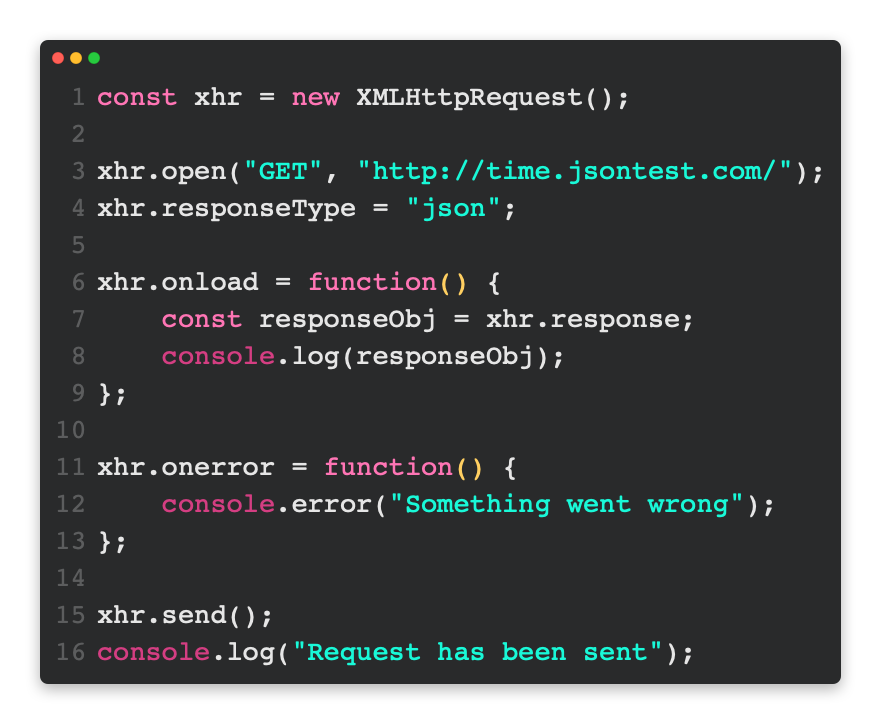 1 const xhr = new XMLHttpRequest();
2
3 xhr.open("GET", "http://time.jsontest.com/");
4 xhr.responseType = "json";
5
6 xhr.onload = function() {
7     const responseObj = xhr.response;
8     console.log(responseObj);
9 };
10
11 xhr.onerror = function() {
12     console.error("Something went wrong");
13 };
14
15 xhr.send();
16 console.log("Request has been sent");